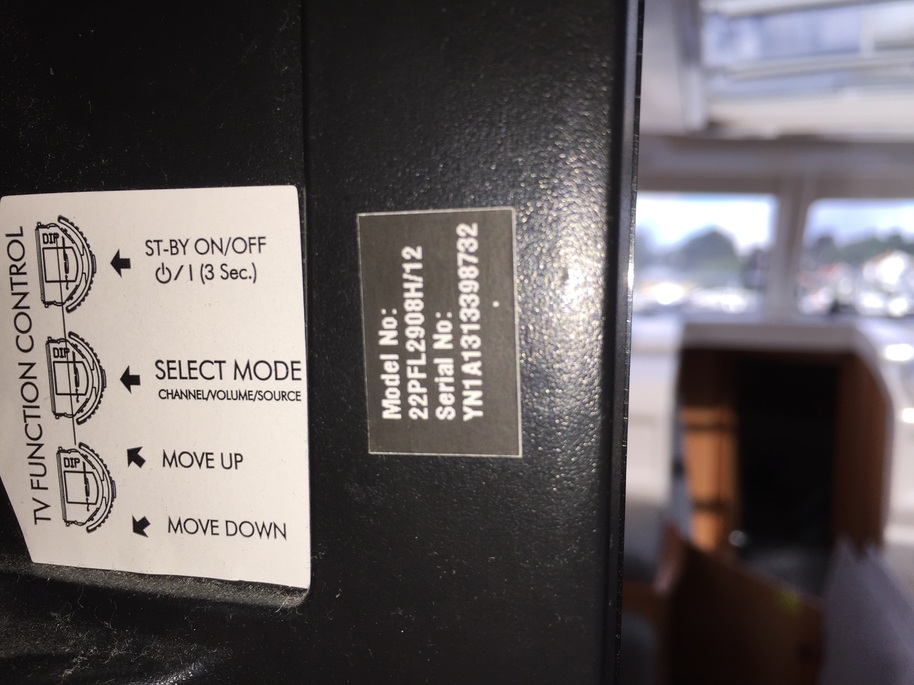 TV FUNCTION CONTROL
DIP
ST-BY ON/OFF
⏻/I (3 Sec.)
DIP
SELECT MODE
CHANNEL/VOLUME/SOURCE
DIP
MOVE UP
MOVE DOWN
Model No:
22PFL2908H/12
Serial No:
YN1A1313398732